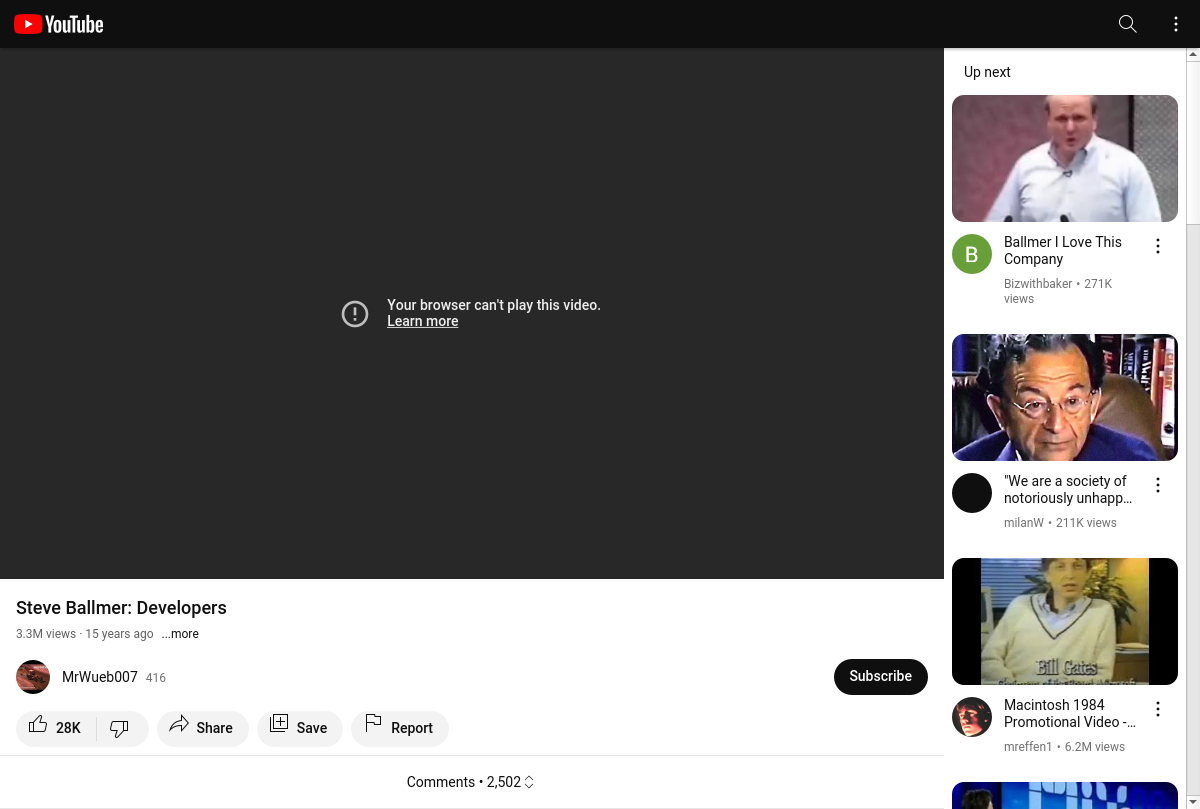 YouTube
Your browser can't play this video.
Learn more
Steve Ballmer: Developers
3.3M views · 15 years ago ...more
MrWueb007 416
Subscribe
28K
Share
Save
Report
Comments • 2,502
Up next
B
Ballmer I Love This
Company
Bizwithbaker • 271K
views
"We are a society of
notoriously unhapp...
milanW • 211K views
Bill Gates
Macintosh 1984
Promotional Video -...
mreffen1 • 6.2M views